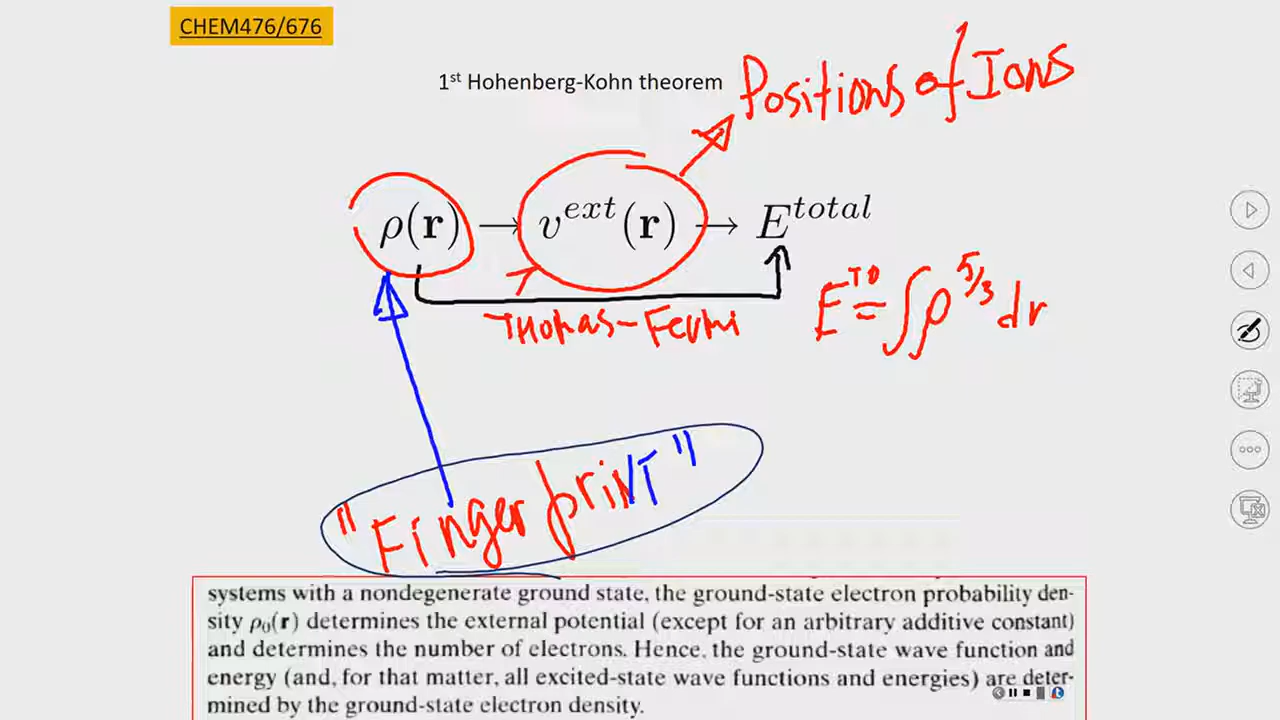 CHEM476/676
1st Hohenberg-Kohn theorem
Positions of Ions
ρ(r) → v^ext(r) → E^total
Thomas-Fermi
E = ∫∫ρ^5/3 dr
"Finger print"
systems with a nondegenerate ground state, the ground-state electron probability den-
sity ρ₀(r) determines the external potential (except for an arbitrary additive constant)
and determines the number of electrons. Hence, the ground-state wave function and
energy (and, for that matter, all excited-state wave functions and energies) are deter-
mined by the ground-state electron density.